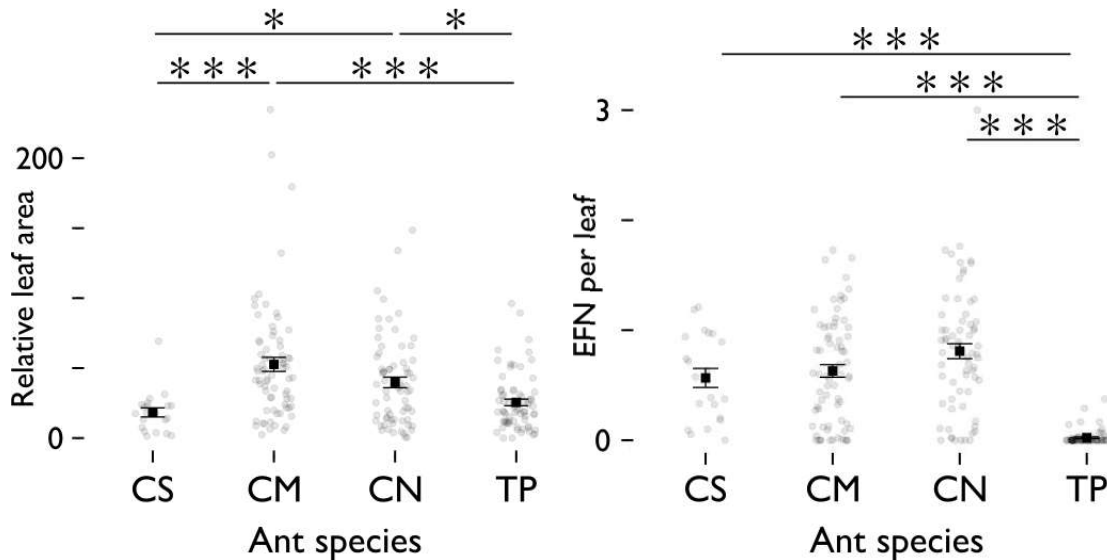 * *
* * * * * *
200
0
Relative leaf area
CS CM CN TP
Ant species
* * *
* * *
* * *
3
0
EFN per leaf
CS CM CN TP
Ant species